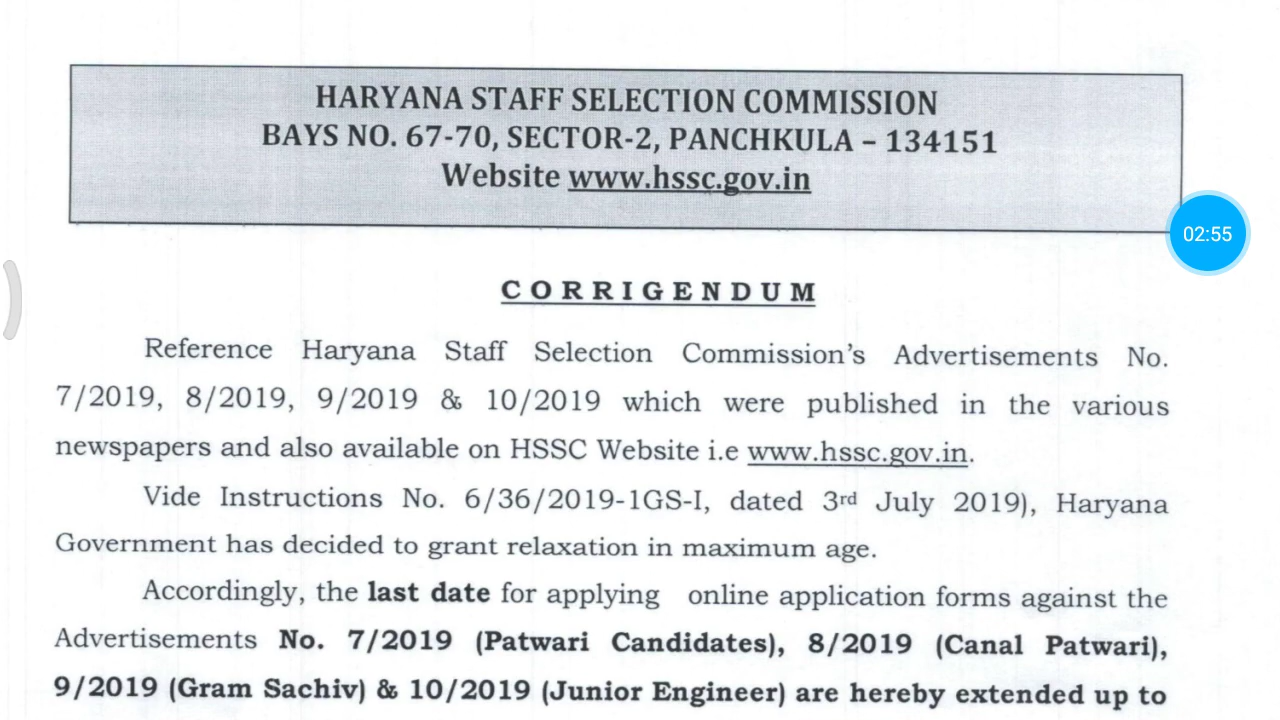 HARYANA STAFF SELECTION COMMISSION
BAYS NO. 67-70, SECTOR-2, PANCHKULA – 134151
Website www.hssc.gov.in
02:55
CORRIGENDUM
Reference Haryana Staff Selection Commission's Advertisements No.
7/2019, 8/2019, 9/2019 & 10/2019 which were published in the various
newspapers and also available on HSSC Website i.e www.hssc.gov.in.
Vide Instructions No. 6/36/2019-1GS-I, dated 3rd July 2019), Haryana
Government has decided to grant relaxation in maximum age.
Accordingly, the last date for applying online application forms against the
Advertisements No. 7/2019 (Patwari Candidates), 8/2019 (Canal Patwari),
9/2019 (Gram Sachiv) & 10/2019 (Junior Engineer) are hereby extended up to